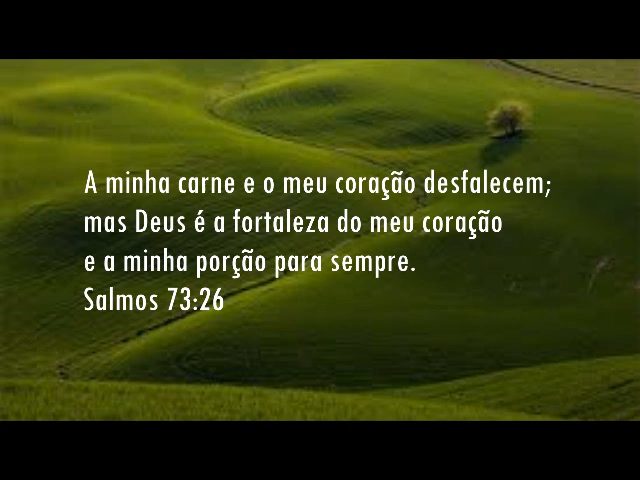 A minha carne e o meu coração desfalecem;
mas Deus é a fortaleza do meu coração
e a minha porção para sempre.
Salmos 73:26